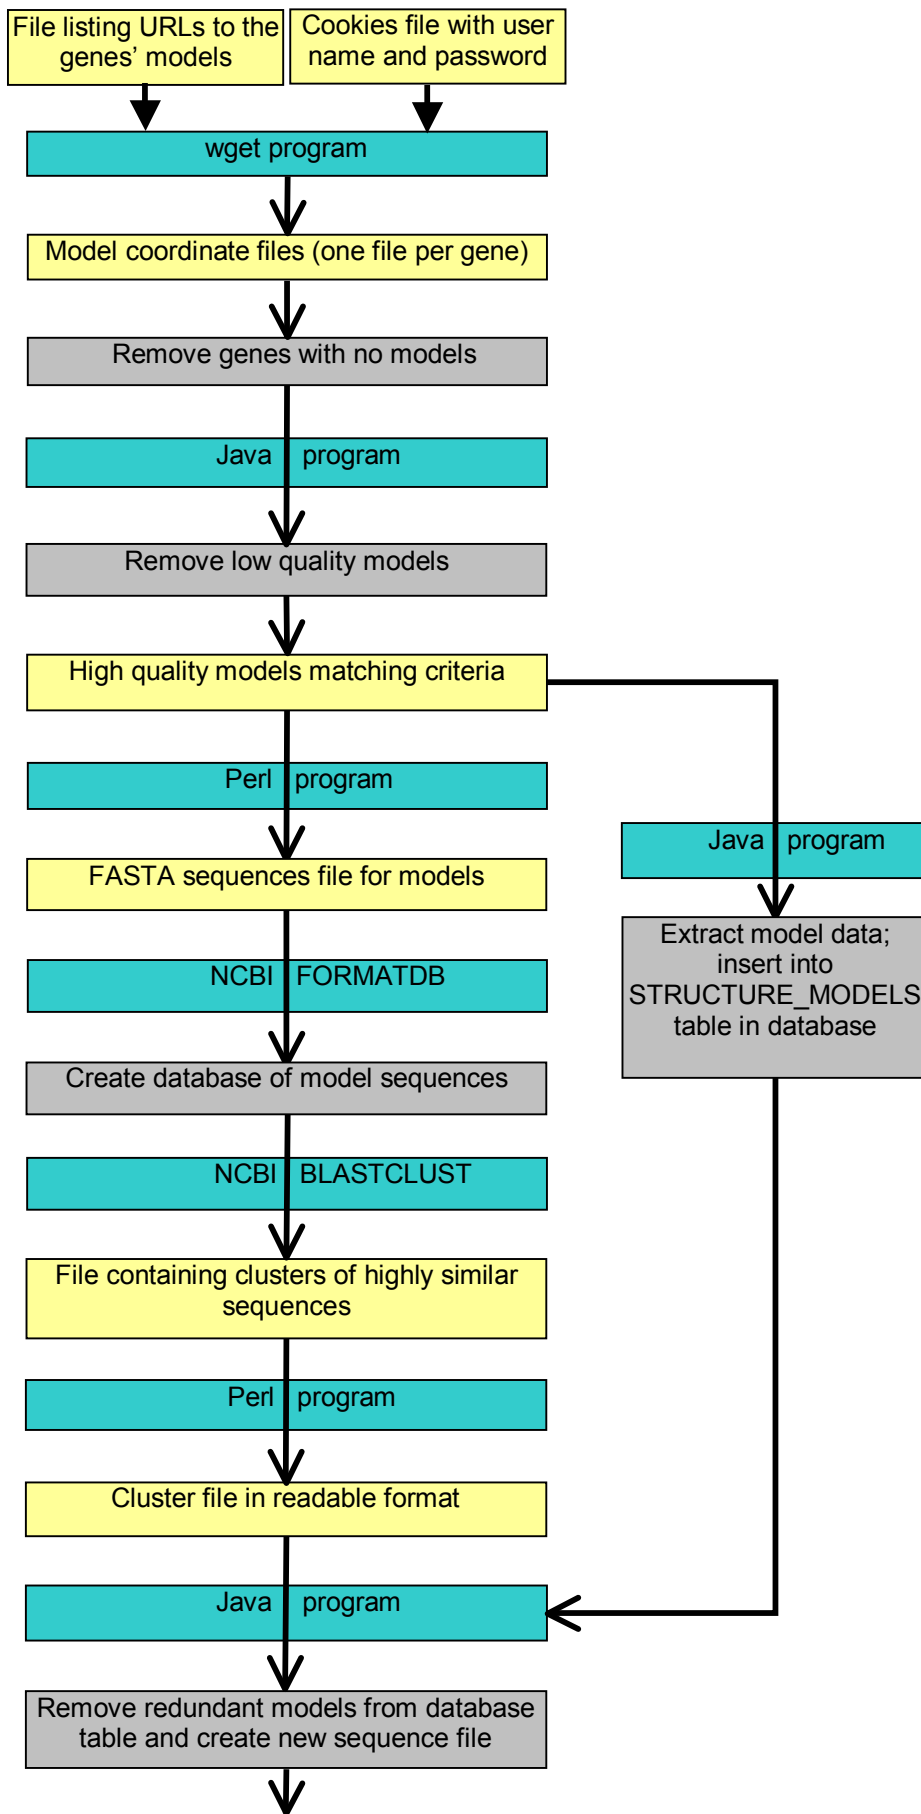 File listing URLs to the
genes’ models
Cookies file with user
name and password
wget program
Model coordinate files (one file per gene)
Remove genes with no models
Java program
Remove low quality models
High quality models matching criteria
Perl program
FASTA sequences file for models
NCBI FORMATDB
Create database of model sequences
NCBI BLASTCLUST
File containing clusters of highly similar
sequences
Perl program
Cluster file in readable format
Java program
Remove redundant models from database
table and create new sequence file
Java program
Extract model data;
insert into
STRUCTURE_MODELS
table in database